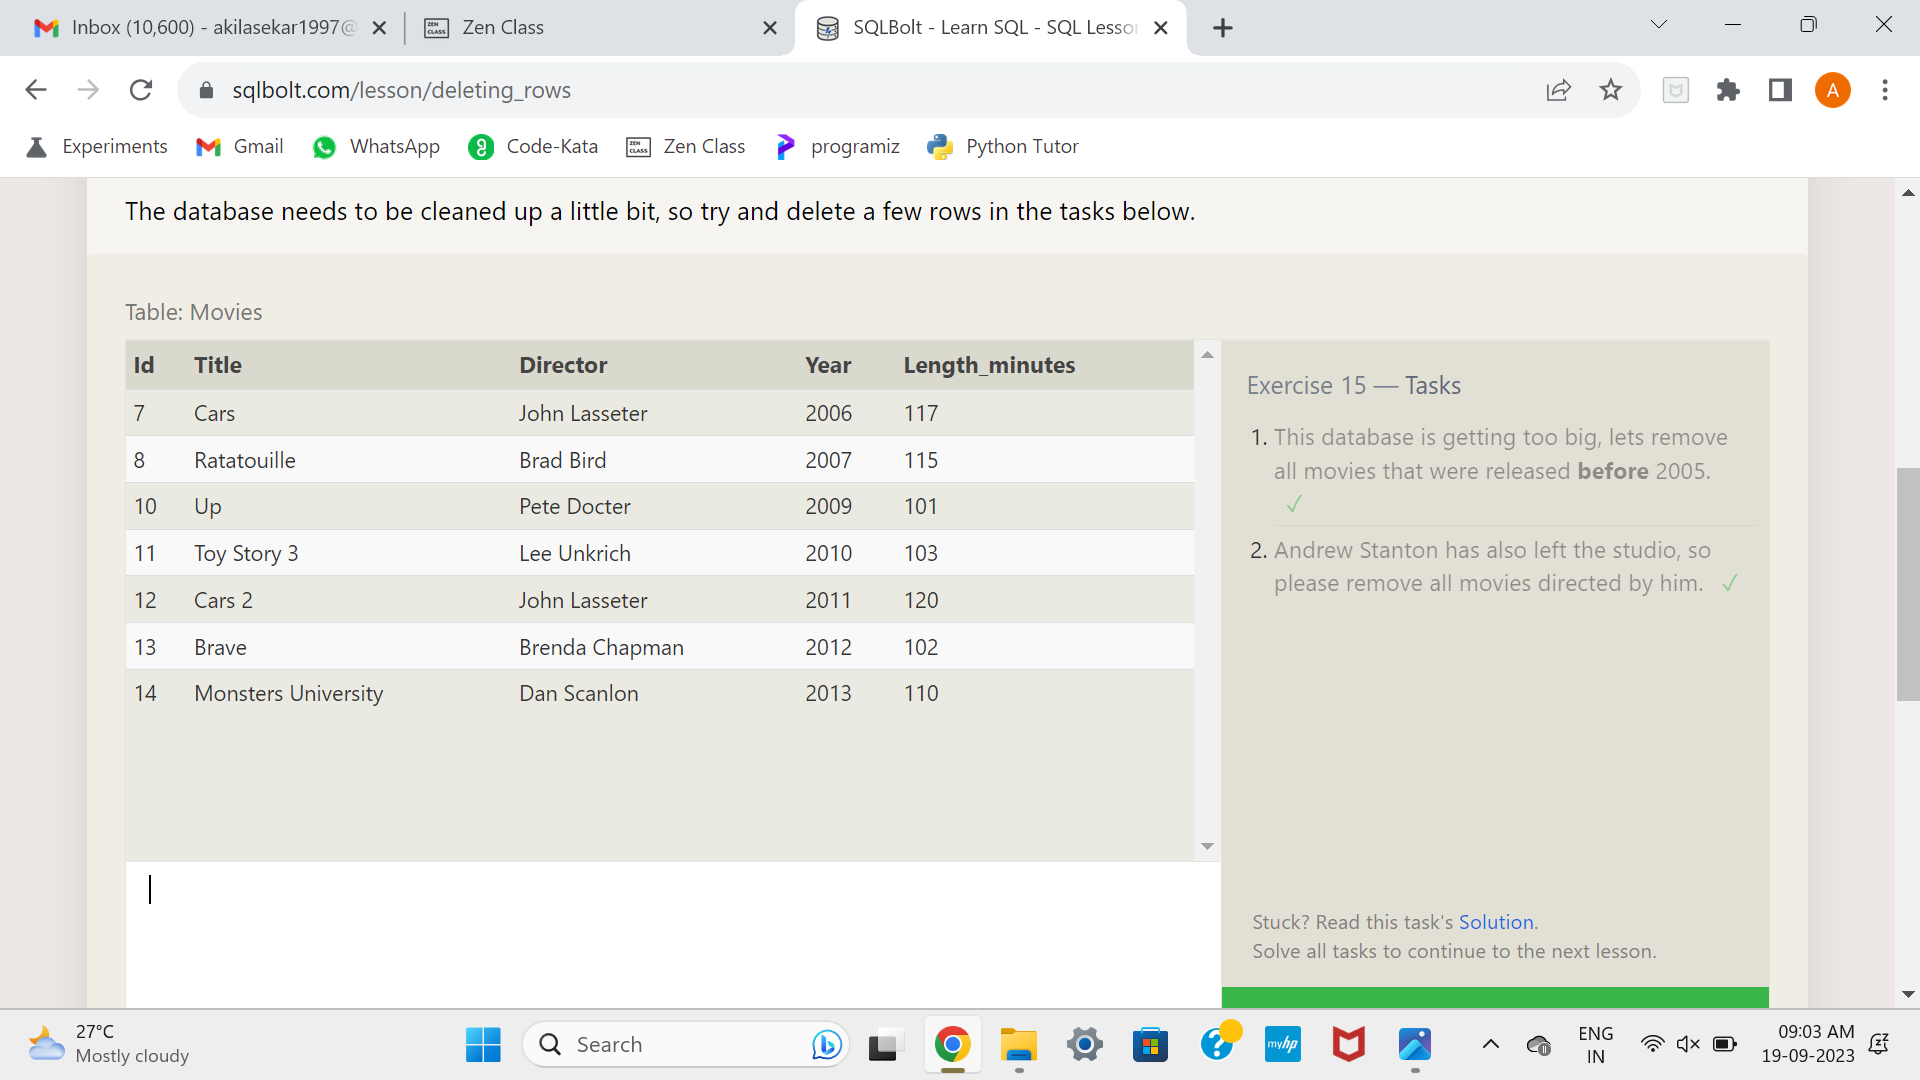 Inbox (10,600) - akilasekar1997@
Zen Class
SQLBolt - Learn SQL - SQL Lesson
sqlbolt.com/lesson/deleting_rows
A
Experiments
Gmail
WhatsApp
Code-Kata
Zen Class
programiz
Python Tutor
The database needs to be cleaned up a little bit, so try and delete a few rows in the tasks below.
Table: Movies
Id Title Director Year Length_minutes
7 Cars John Lasseter 2006 117
8 Ratatouille Brad Bird 2007 115
10 Up Pete Docter 2009 101
11 Toy Story 3 Lee Unkrich 2010 103
12 Cars 2 John Lasseter 2011 120
13 Brave Brenda Chapman 2012 102
14 Monsters University Dan Scanlon 2013 110
Exercise 15 — Tasks
1. This database is getting too big, lets remove
all movies that were released before 2005.
✓
2. Andrew Stanton has also left the studio, so
please remove all movies directed by him. ✓
Stuck? Read this task's Solution.
Solve all tasks to continue to the next lesson.
27°C
Mostly cloudy
Search
myhp
ENG
IN
09:03 AM
19-09-2023